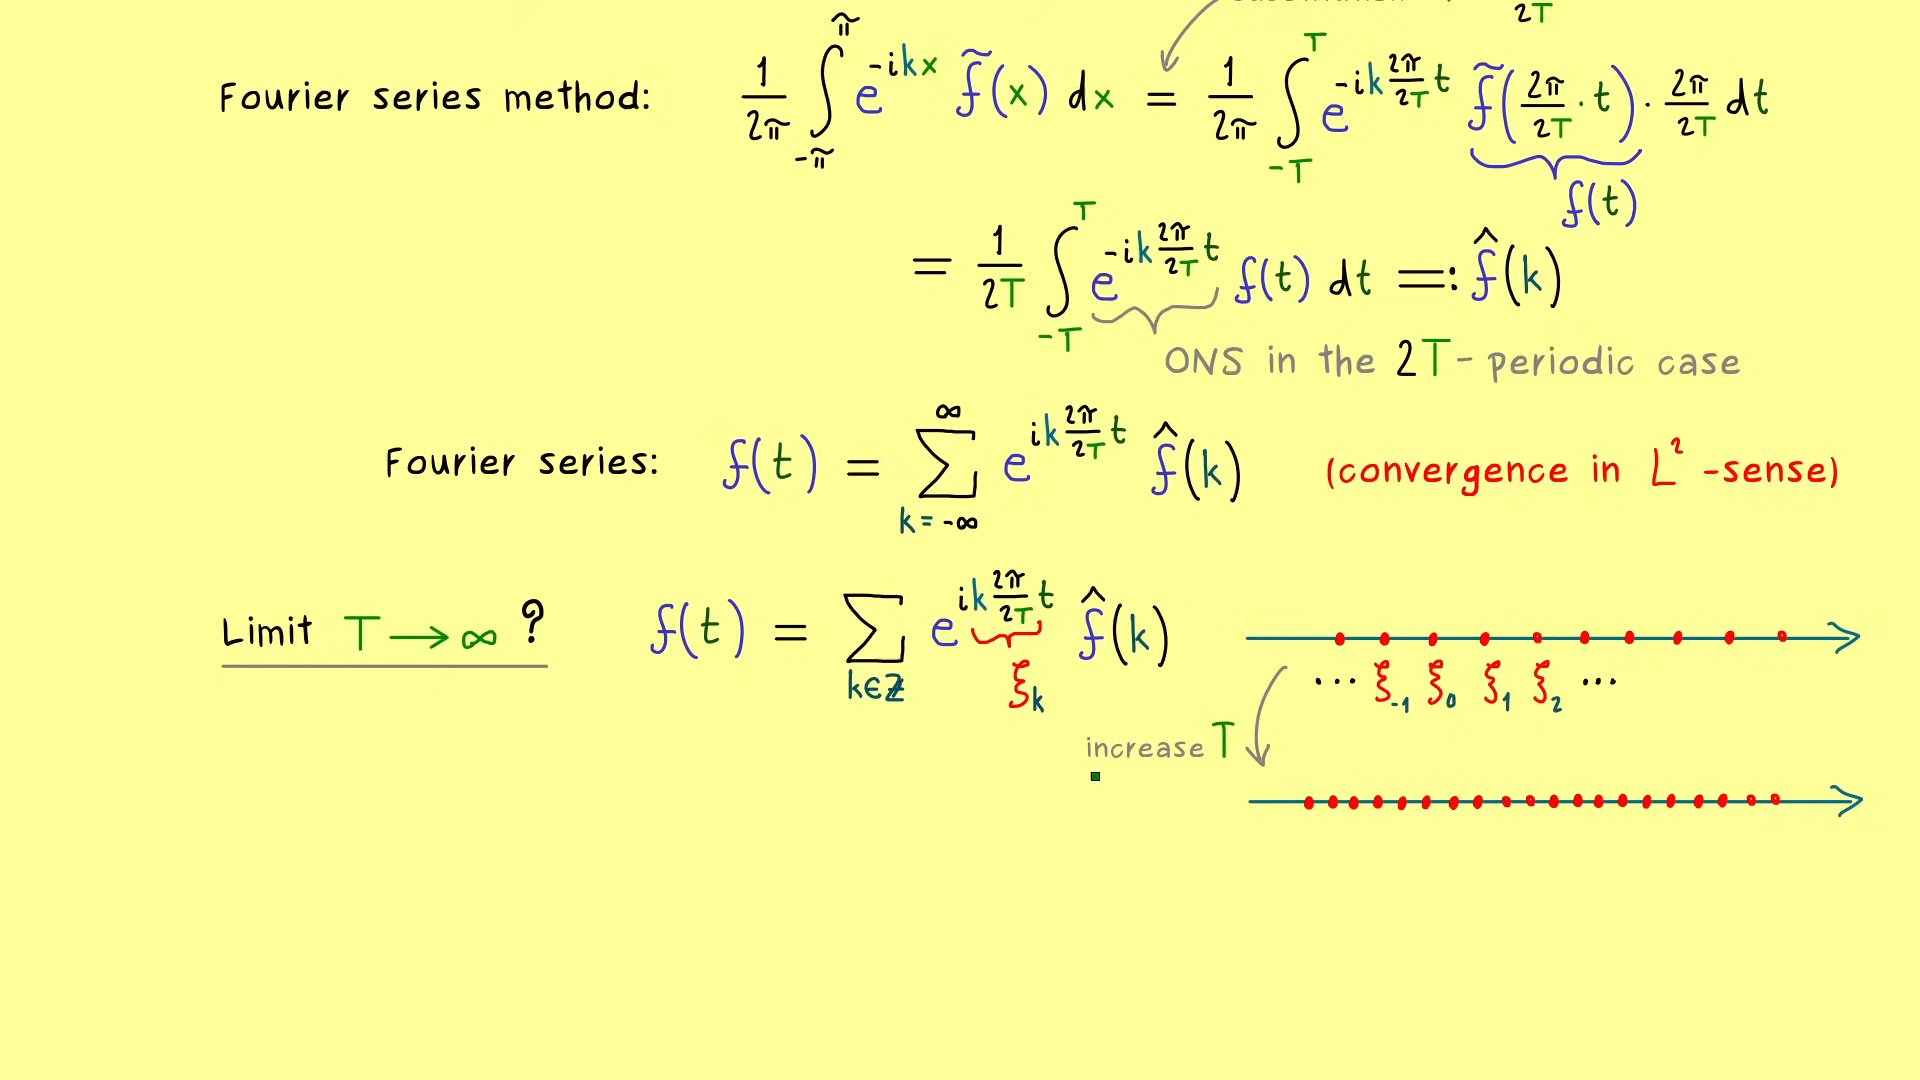 2T
Fourier series method: 1/2π ∫_{-π}^{π} e^{-ikx} f̃(x) dx = 1/2π ∫_{-T}^{T} e^{-ik 2π/2T t} f̃(2π/2T · t) · 2π/2T dt
f(t)
= 1/2T ∫_{-T}^{T} e^{-ik 2π/2T t} f(t) dt =: f̂(k)
ONS in the 2T-periodic case
Fourier series: f(t) = ∑_{k=-∞}^{∞} e^{ik 2π/2T t} f̂(k) (convergence in L² -sense)
Limit T → ∞ ? f(t) = ∑_{k∈ℤ} e^{ik 2π/2T t} f̂(k)
ξ_k ... ξ_{-1} ξ_0 ξ_1 ξ_2 ...
increase T